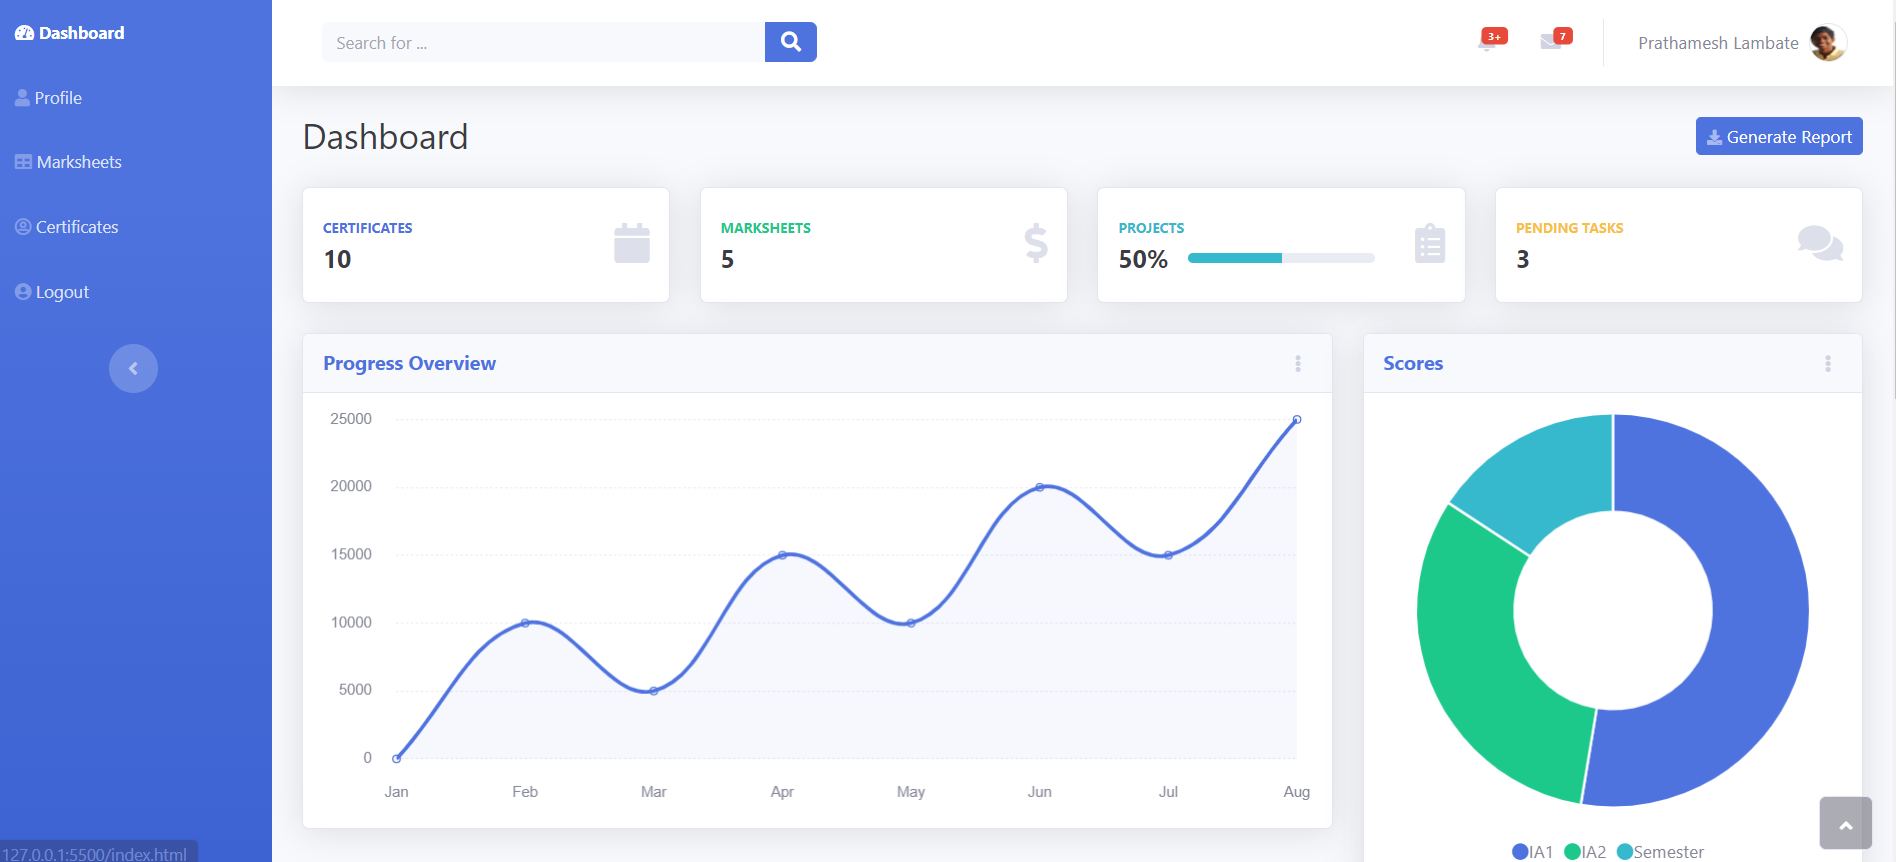 Dashboard
Profile
Marksheets
Certificates
Logout
127.0.0.1:5500/index.html
Search for ...
3+
7
Prathamesh Lambate
Dashboard
Generate Report
CERTIFICATES
10
MARKSHEETS
5
PROJECTS
50%
PENDING TASKS
3
Progress Overview
25000
20000
15000
10000
5000
0
Jan Feb Mar Apr May Jun Jul Aug
Scores
IA1 IA2 Semester